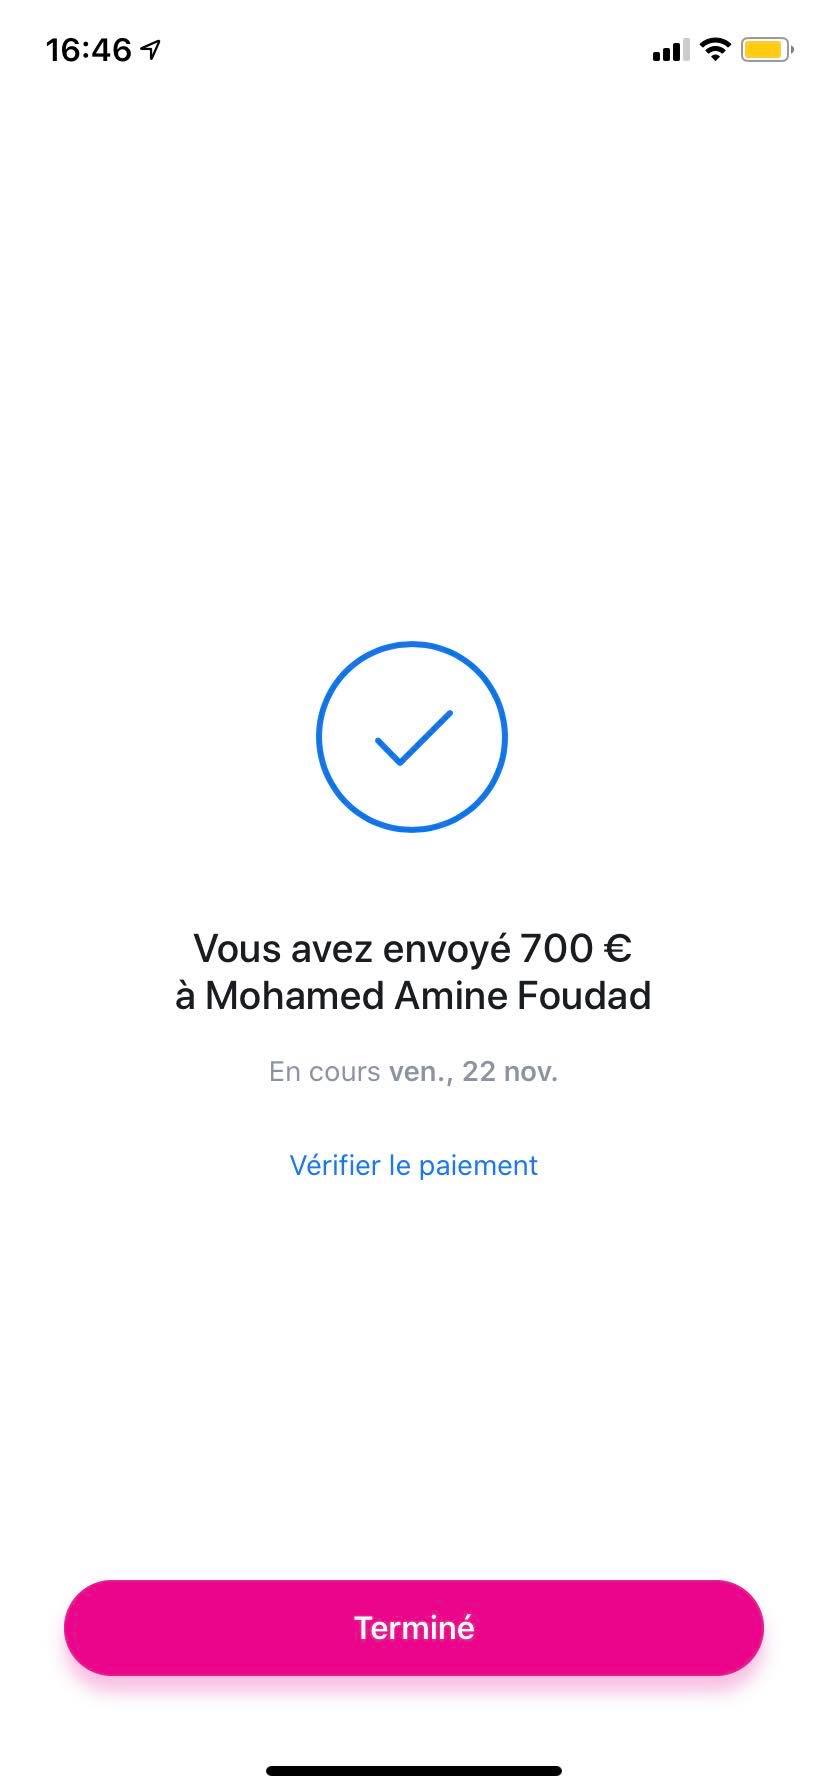 16:46
Vous avez envoyé 700 €
à Mohamed Amine Foudad
En cours ven., 22 nov.
Vérifier le paiement
Terminé